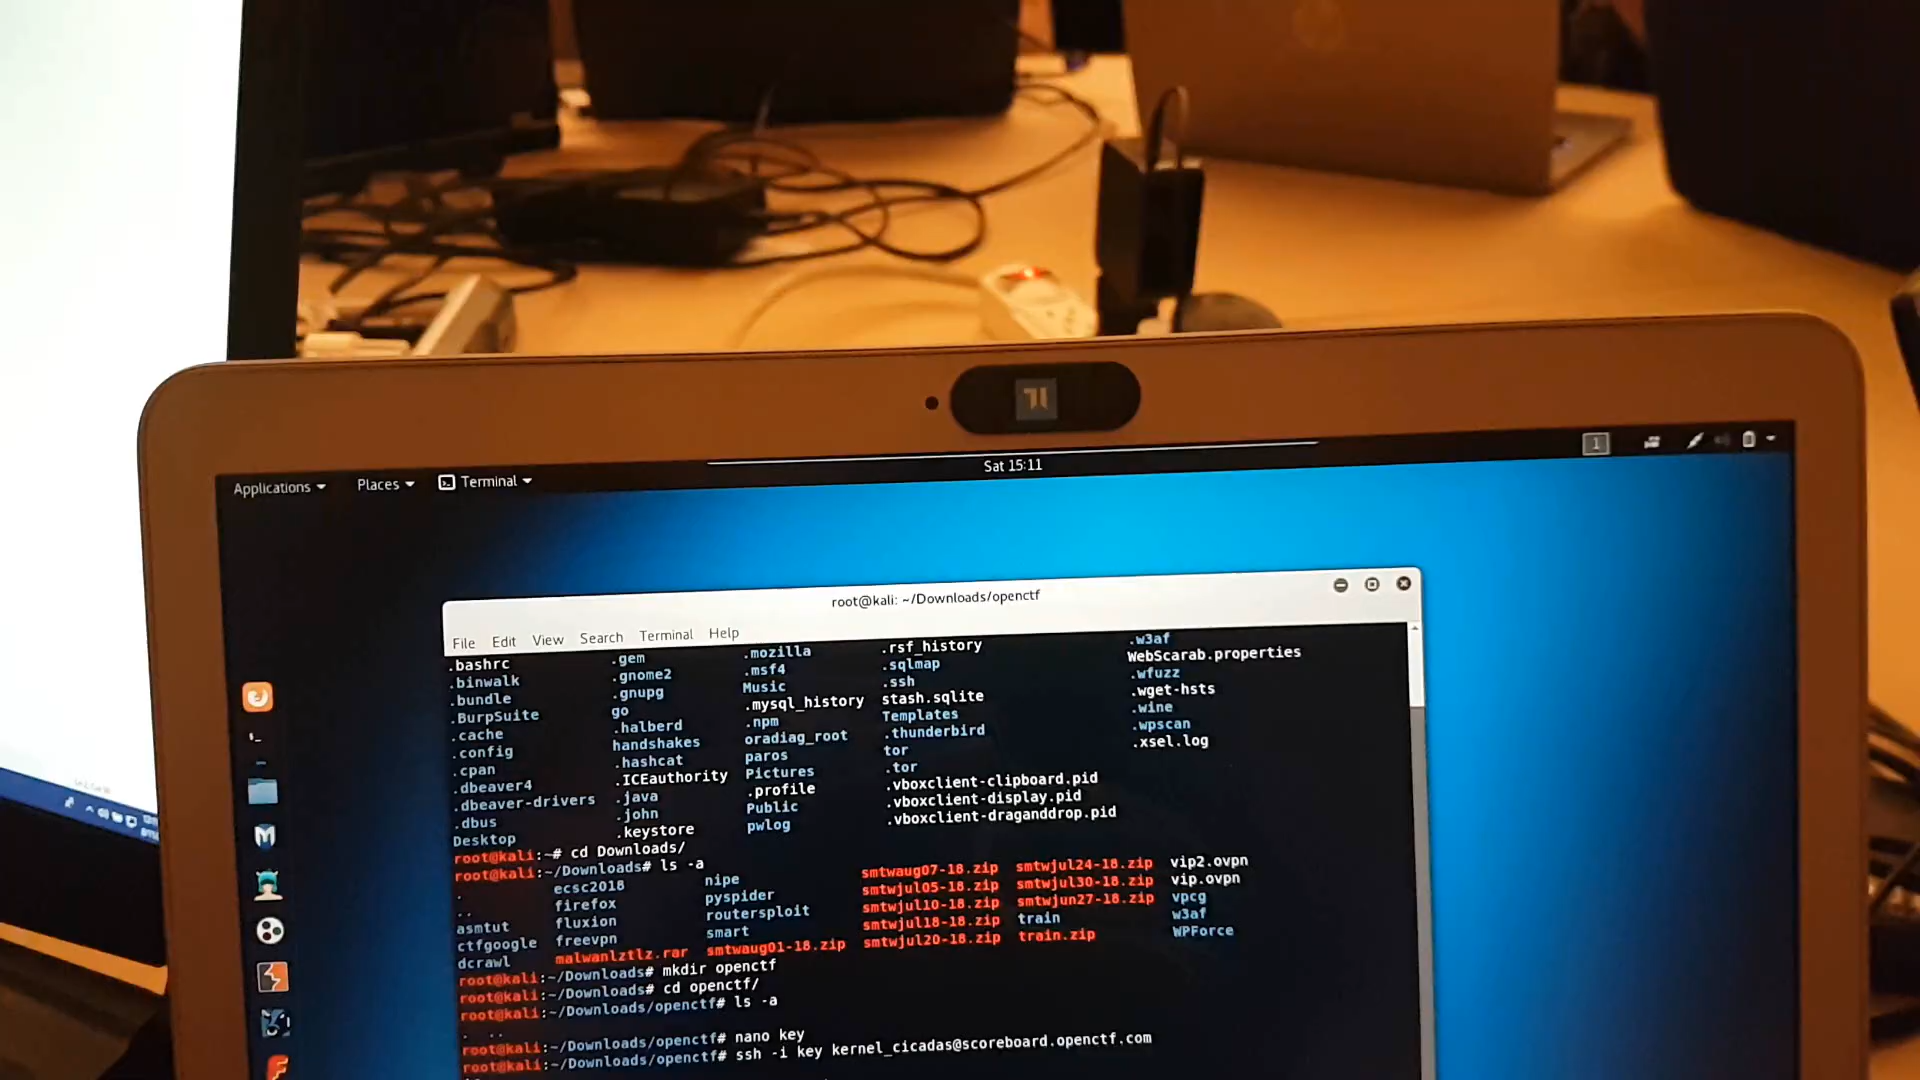 Sat 15:11
Applications Places Terminal
1
root@kali: ~/Downloads/openctf
File Edit View Search Terminal Help
.bashrc .gem .mozilla .rsf_history .w3af
.binwalk .gnome2 .msf4 .sqlmap WebScarab.properties
.bundle .gnupg Music .ssh .wfuzz
.BurpSuite go .mysql_history stash.sqlite .wget-hsts
.cache .halberd .npm Templates .wine
.config handshakes oradiag_root .thunderbird .wpscan
.cpan .hashcat paros tor .xsel.log
.dbeaver4 .ICEauthority Pictures .tor
.dbeaver-drivers .java .profile .vboxclient-clipboard.pid
.dbus .john Public .vboxclient-display.pid
Desktop .keystore pwlog .vboxclient-draganddrop.pid
root@kali:~# cd Downloads/
root@kali:~/Downloads# ls -a
. ecsc2018 nipe smtwaug07-18.zip smtwjul24-18.zip vip2.ovpn
.. firefox pyspider smtwjul05-18.zip smtwjul30-18.zip vip.ovpn
asmtut fluxion routersploit smtwjul10-18.zip smtwjun27-18.zip vpcg
ctfgoogle freevpn smart smtwjul18-18.zip train w3af
dcrawl malwanlztlz.rar smtwaug01-18.zip smtwjul20-18.zip train.zip WPForce
root@kali:~/Downloads# mkdir openctf
root@kali:~/Downloads# cd openctf/
root@kali:~/Downloads/openctf# ls -a
. ..
root@kali:~/Downloads/openctf# nano key
root@kali:~/Downloads/openctf# ssh -i key kernel_cicadas@scoreboard.openctf.com